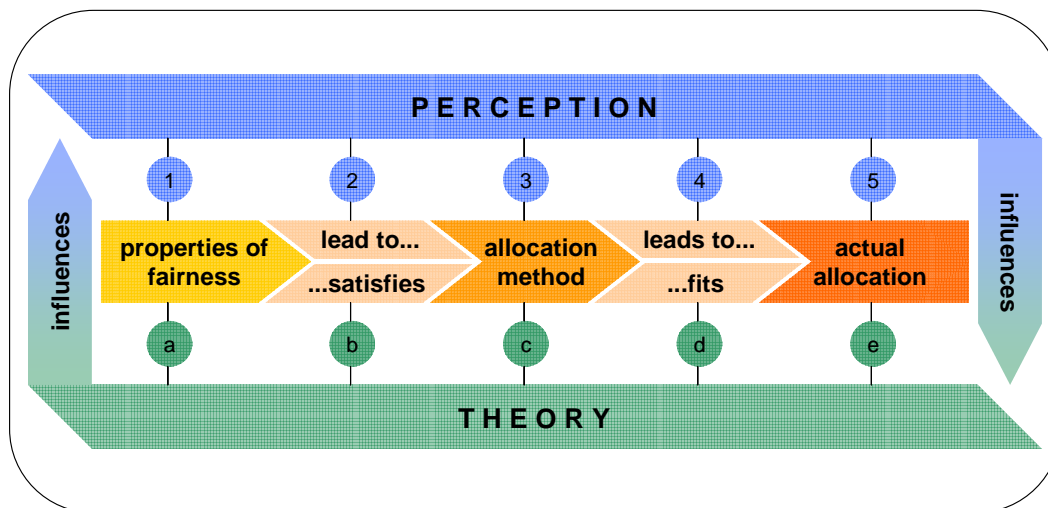 PERCEPTION
1 2 3 4 5
influences
properties of
fairness
lead to...
...satisfies
allocation
method
leads to...
...fits
actual
allocation
influences
a b c d e
THEORY